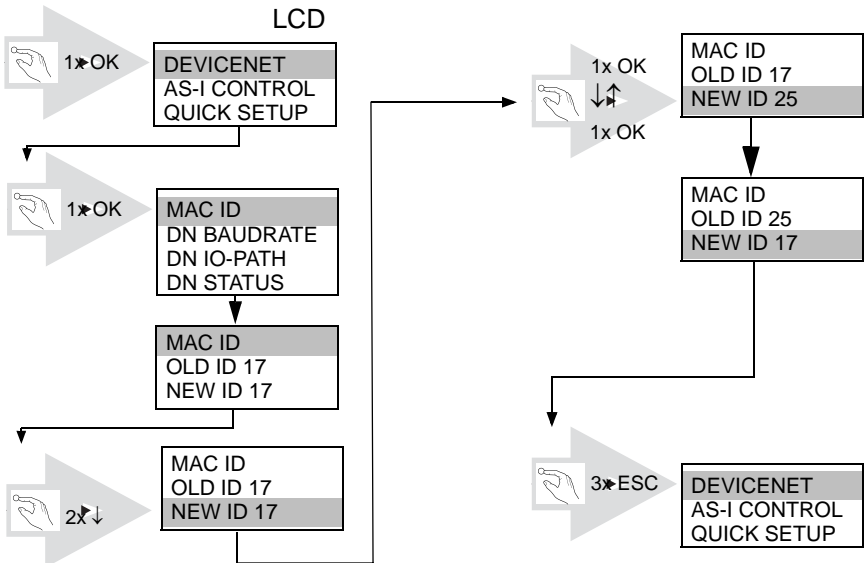 LCD
1x OK
DEVICENET
AS-I CONTROL
QUICK SETUP
1x OK
MAC ID
DN BAUDRATE
DN IO-PATH
DN STATUS
MAC ID
OLD ID 17
NEW ID 17
2x ↓
MAC ID
OLD ID 17
NEW ID 17
1x OK
↓↑
1x OK
MAC ID
OLD ID 17
NEW ID 25
MAC ID
OLD ID 25
NEW ID 17
3x ESC
DEVICENET
AS-I CONTROL
QUICK SETUP